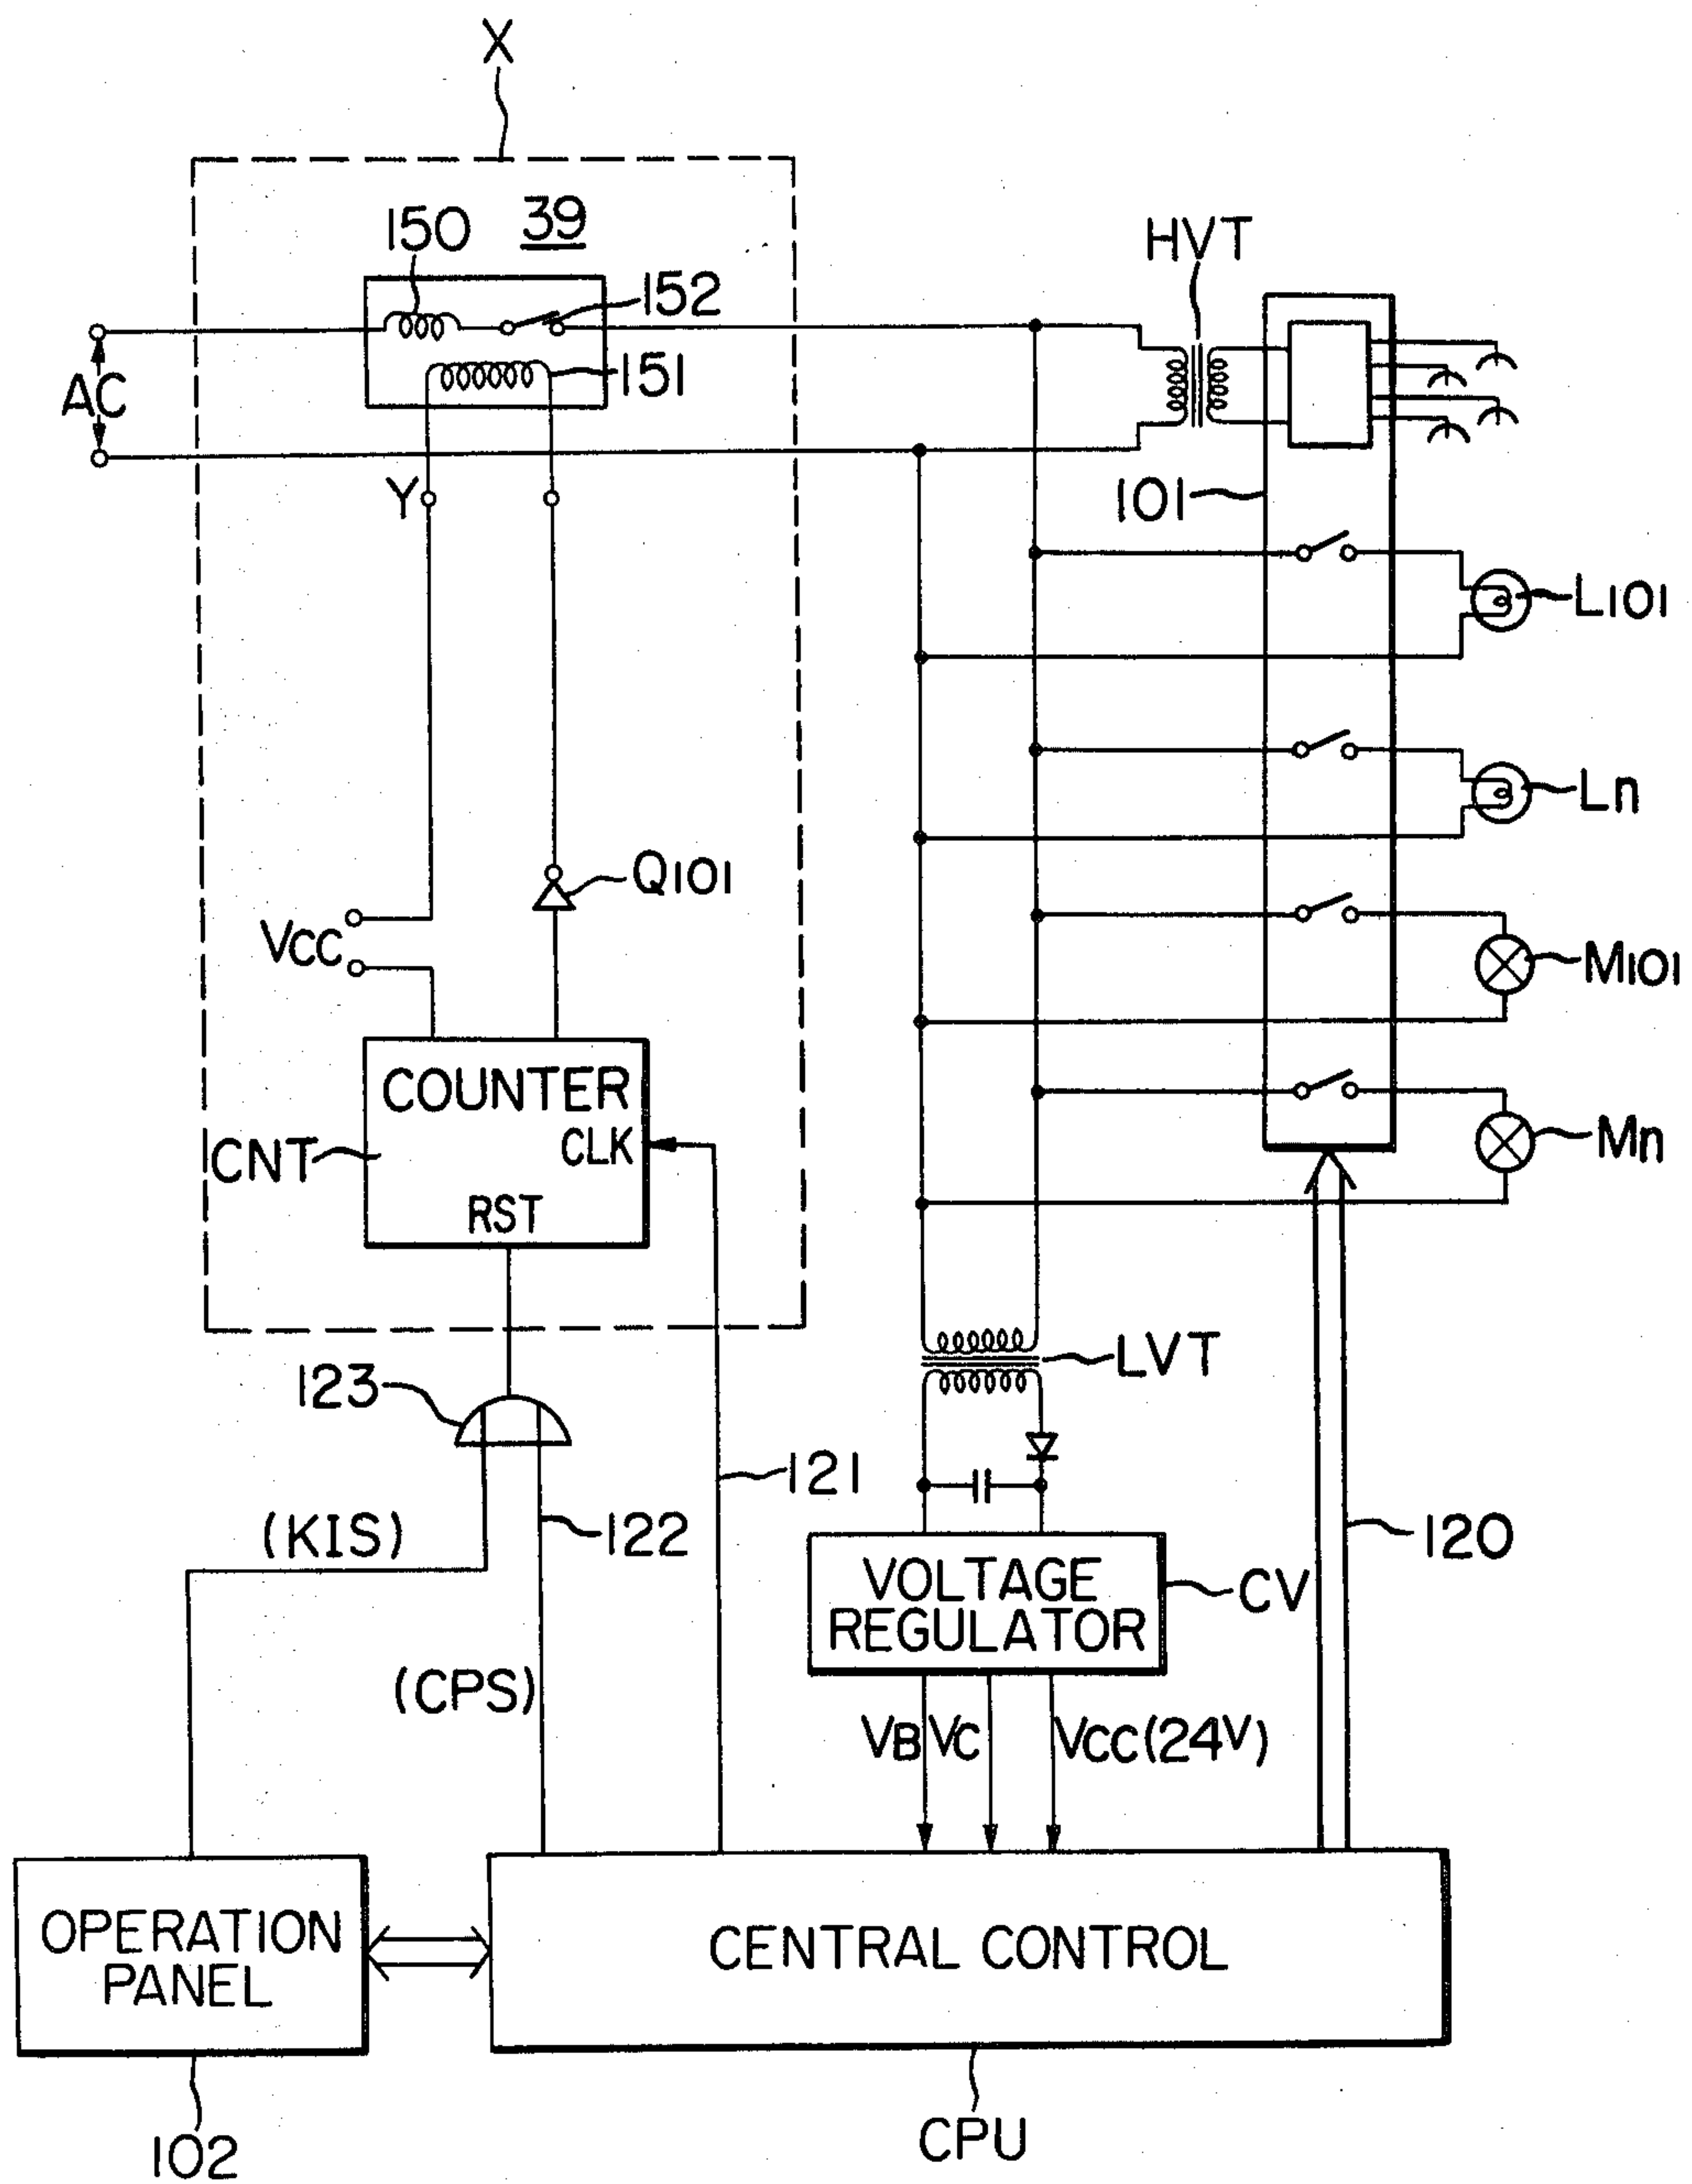 X
150
39
152
HVT
151
AC
Y
101
L101
Ln
Q101
VCC
M101
COUNTER
CLK
CNT
Mn
RST
LVT
123
121
(KIS)
122
120
VOLTAGE
REGULATOR
CV
(CPS)
VB
VC
VCC(24V)
OPERATION
PANEL
CENTRAL CONTROL
102
CPU